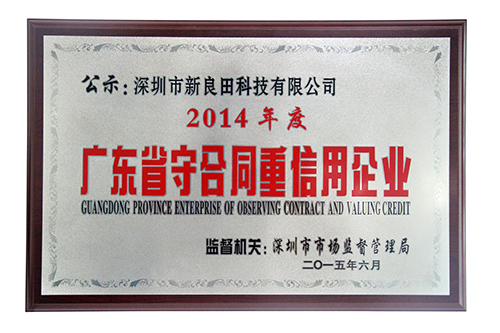 公示：深圳市新良田科技有限公司
2014年度
广东省守合同重信用企业
GUANGDONG PROVINCE ENTERPRISE OF OBSERVING CONTRACT AND VALUING CREDIT
监督机关：深圳市市场监督管理局
二〇一五年六月